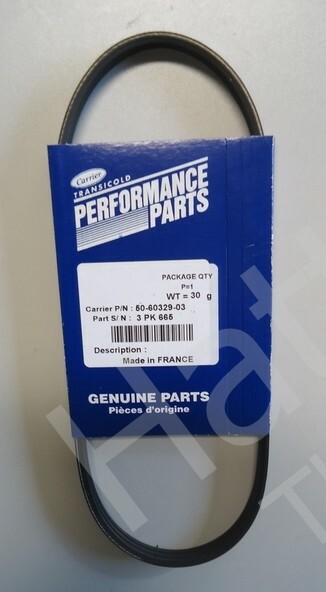 Carrier
TRANSICOLD
PERFORMANCE
PARTS
PACKAGE QTY
P=1
WT = 30 g
Carrier P/N : 50-60329-03
Part S/ N : 3 PK 665
Description :
Made in FRANCE
GENUINE PARTS
Pièces d'origine